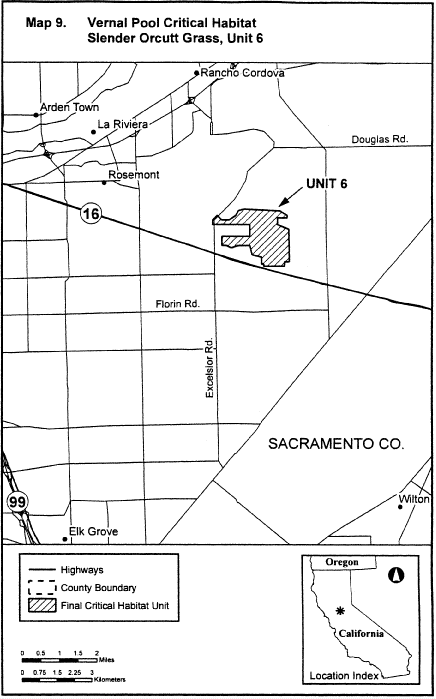 Map 9. Vernal Pool Critical Habitat
Slender Orcutt Grass, Unit 6
Rancho Cordova
Arden Town
La Riviera
Douglas Rd.
Rosemont
UNIT 6
16
Florin Rd.
Excelsior Rd.
SACRAMENTO CO.
99
Wilton
Elk Grove
Highways
County Boundary
Final Critical Habitat Unit
Oregon
California
Location Index
0 0.5 1 1.5 2
Miles
0 0.75 1.5 2.25 3
Kilometers